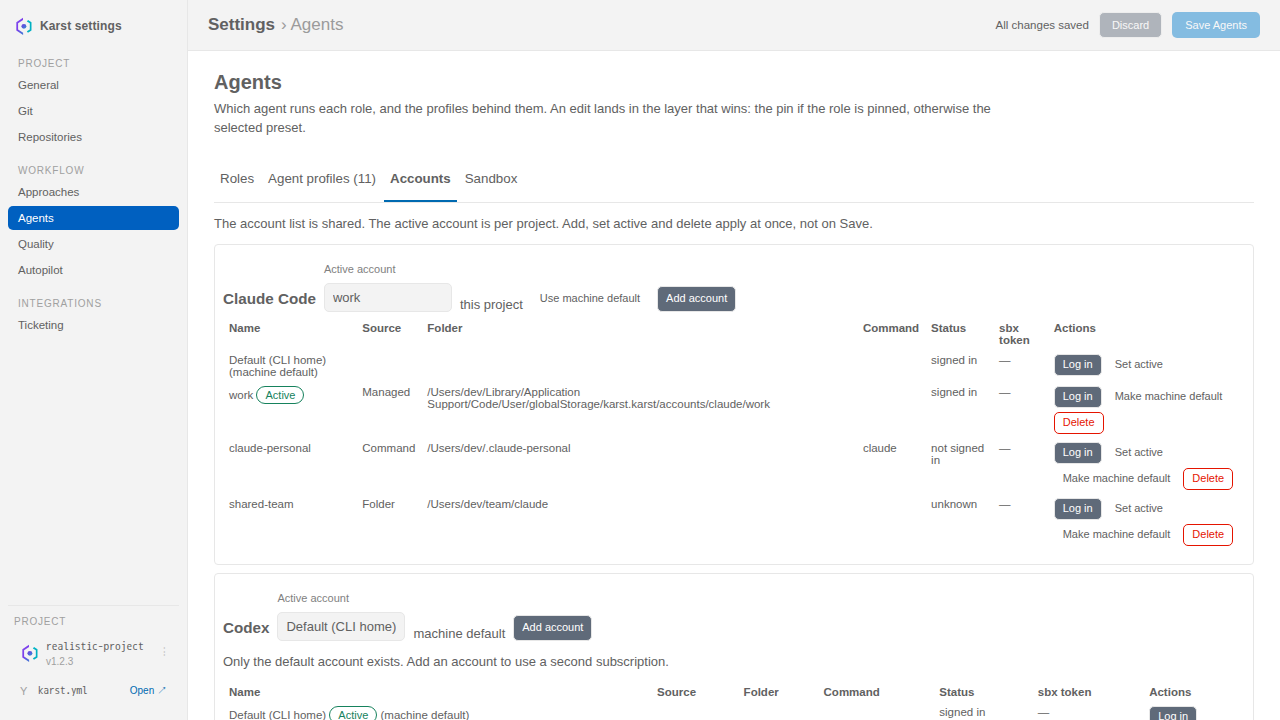 Karst settings
PROJECT
General
Git
Repositories
WORKFLOW
Approaches
Agents
Quality
Autopilot
INTEGRATIONS
Ticketing
PROJECT
realistic-project
v1.2.3
karst.yml
Open ↗
Settings › Agents
All changes saved
Discard
Save Agents
Agents
Which agent runs each role, and the profiles behind them. An edit lands in the layer that wins: the pin if the role is pinned, otherwise the
selected preset.
Roles
Agent profiles (11)
Accounts
Sandbox
The account list is shared. The active account is per project. Add, set active and delete apply at once, not on Save.
Active account
Claude Code work this project Use machine default Add account
Name Source Folder Command Status sbx
token Actions
Default (CLI home)
(machine default) signed in — Log in Set active
work Active Managed /Users/dev/Library/Application
Support/Code/User/globalStorage/karst.karst/accounts/claude/work signed in — Log in Make machine default
Delete
claude-personal Command /Users/dev/.claude-personal claude not signed
in — Log in Set active
Make machine default Delete
shared-team Folder /Users/dev/team/claude unknown — Log in Set active
Make machine default Delete
Active account
Codex Default (CLI home) machine default Add account
Only the default account exists. Add an account to use a second subscription.
Name Source Folder Command Status sbx token Actions
Default (CLI home) Active (machine default) signed in — Log in